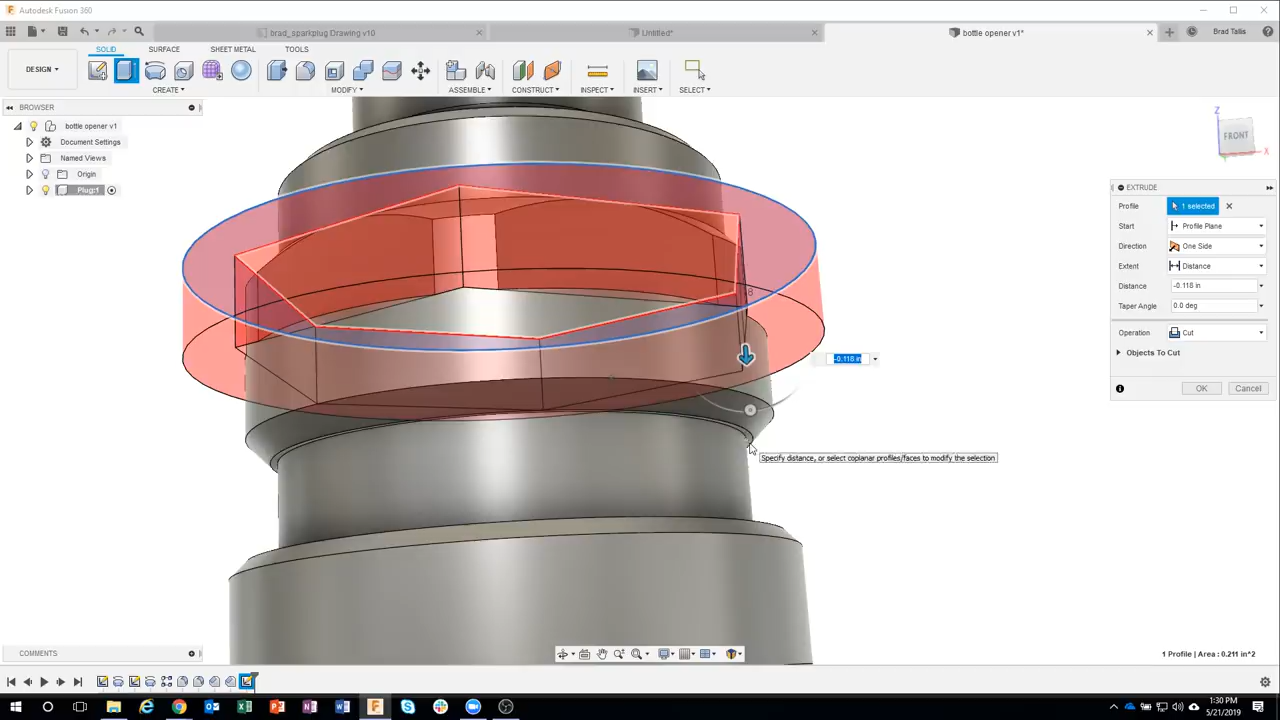 Autodesk Fusion 360
brad_sparkplug Drawing v10
Untitled*
bottle opener v1*
Brad Tallis
SOLID
SURFACE
SHEET METAL
TOOLS
DESIGN
CREATE
MODIFY
ASSEMBLE
CONSTRUCT
INSPECT
INSERT
SELECT
BROWSER
bottle opener v1
Document Settings
Named Views
Origin
Plug:1
Z
FRONT
X
EXTRUDE
Profile
1 selected
Start
Profile Plane
Direction
One Side
Extent
Distance
Distance
-0.118 in
Taper Angle
0.0 deg
Operation
Cut
Objects To Cut
OK
Cancel
-0.118 in
Specify distance, or select coplanar profiles/faces to modify the selection
COMMENTS
1 Profile | Area : 0.211 in^2
1:30 PM
5/21/2019